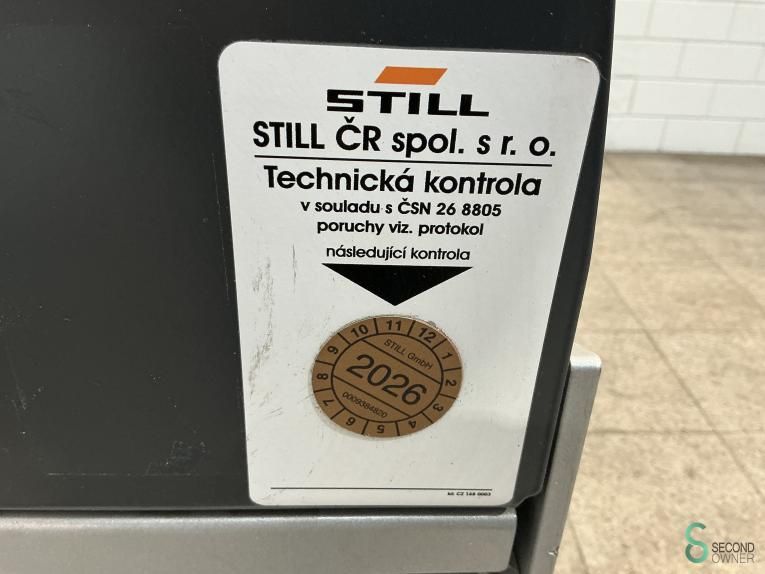 STILL
STILL ČR spol. s r. o.
Technická kontrola
v souladu s ČSN 26 8805
poruchy viz. protokol
následující kontrola
10 11 12 1 2 3 4 5 6 7 8 9
STILL GmbH
2026
0009384820
SECOND
OWNER